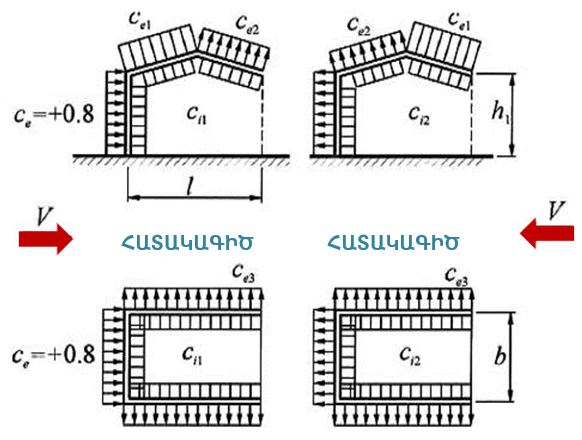 cₑ₁ cₑ₂ cₑ₂ cₑ₁
cₑ=+0.8 cᵢ₁ cᵢ₂ h₁
l
V ՀԱՏԱԿԱԳԻԾ ՀԱՏԱԿԱԳԻԾ V
cₑ₃ cₑ₃
cₑ=+0.8 cᵢ₁ cᵢ₂ b